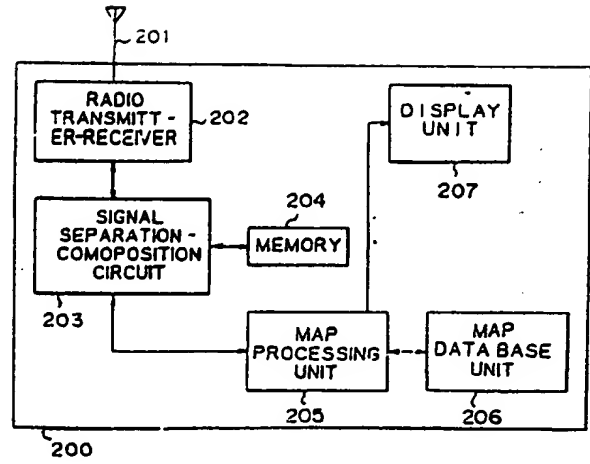 201
RADIO
TRANSMITT -
ER-RECEIVER
202
DISPLAY
UNIT
207
SIGNAL
SEPARATION -
COMOPOSITION
CIRCUIT
203
204
MEMORY
MAP
PROCESSING
UNIT
205
MAP
DATA BASE
UNIT
206
200